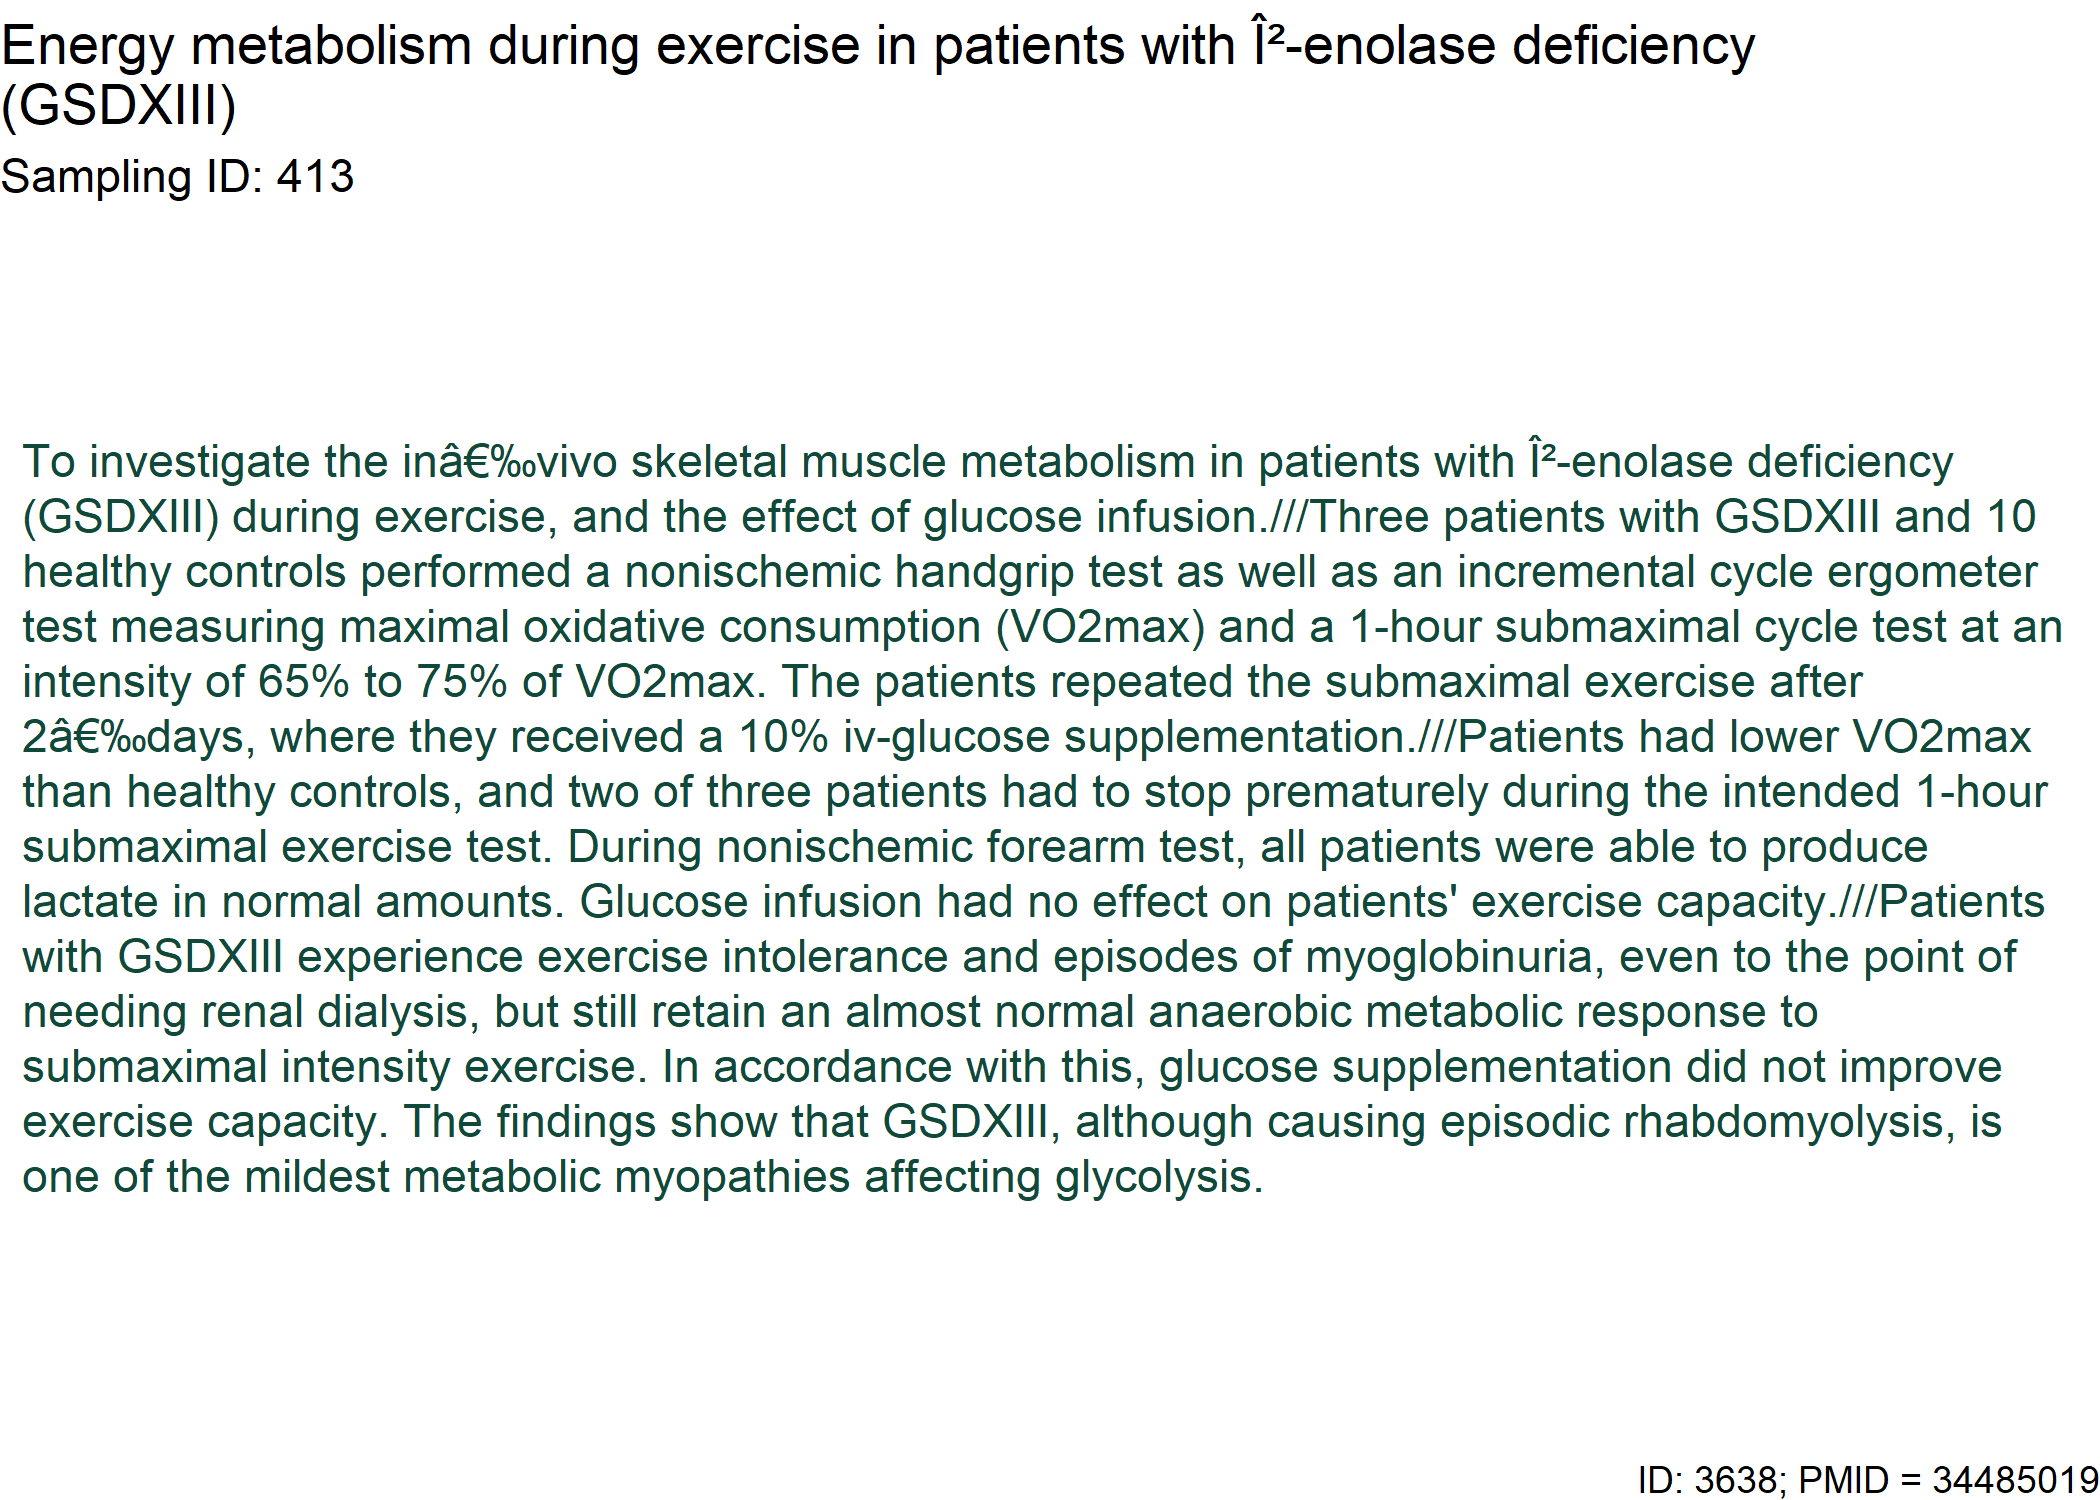 Energy metabolism during exercise in patients with Î²-enolase deficiency
(GSDXIII)
Sampling ID: 413
To investigate the inâ€‰vivo skeletal muscle metabolism in patients with Î²-enolase deficiency
(GSDXIII) during exercise, and the effect of glucose infusion.///Three patients with GSDXIII and 10
healthy controls performed a nonischemic handgrip test as well as an incremental cycle ergometer
test measuring maximal oxidative consumption (VO2max) and a 1-hour submaximal cycle test at an
intensity of 65% to 75% of VO2max. The patients repeated the submaximal exercise after
2â€‰days, where they received a 10% iv-glucose supplementation.///Patients had lower VO2max
than healthy controls, and two of three patients had to stop prematurely during the intended 1-hour
submaximal exercise test. During nonischemic forearm test, all patients were able to produce
lactate in normal amounts. Glucose infusion had no effect on patients' exercise capacity.///Patients
with GSDXIII experience exercise intolerance and episodes of myoglobinuria, even to the point of
needing renal dialysis, but still retain an almost normal anaerobic metabolic response to
submaximal intensity exercise. In accordance with this, glucose supplementation did not improve
exercise capacity. The findings show that GSDXIII, although causing episodic rhabdomyolysis, is
one of the mildest metabolic myopathies affecting glycolysis.
ID: 3638; PMID = 34485019